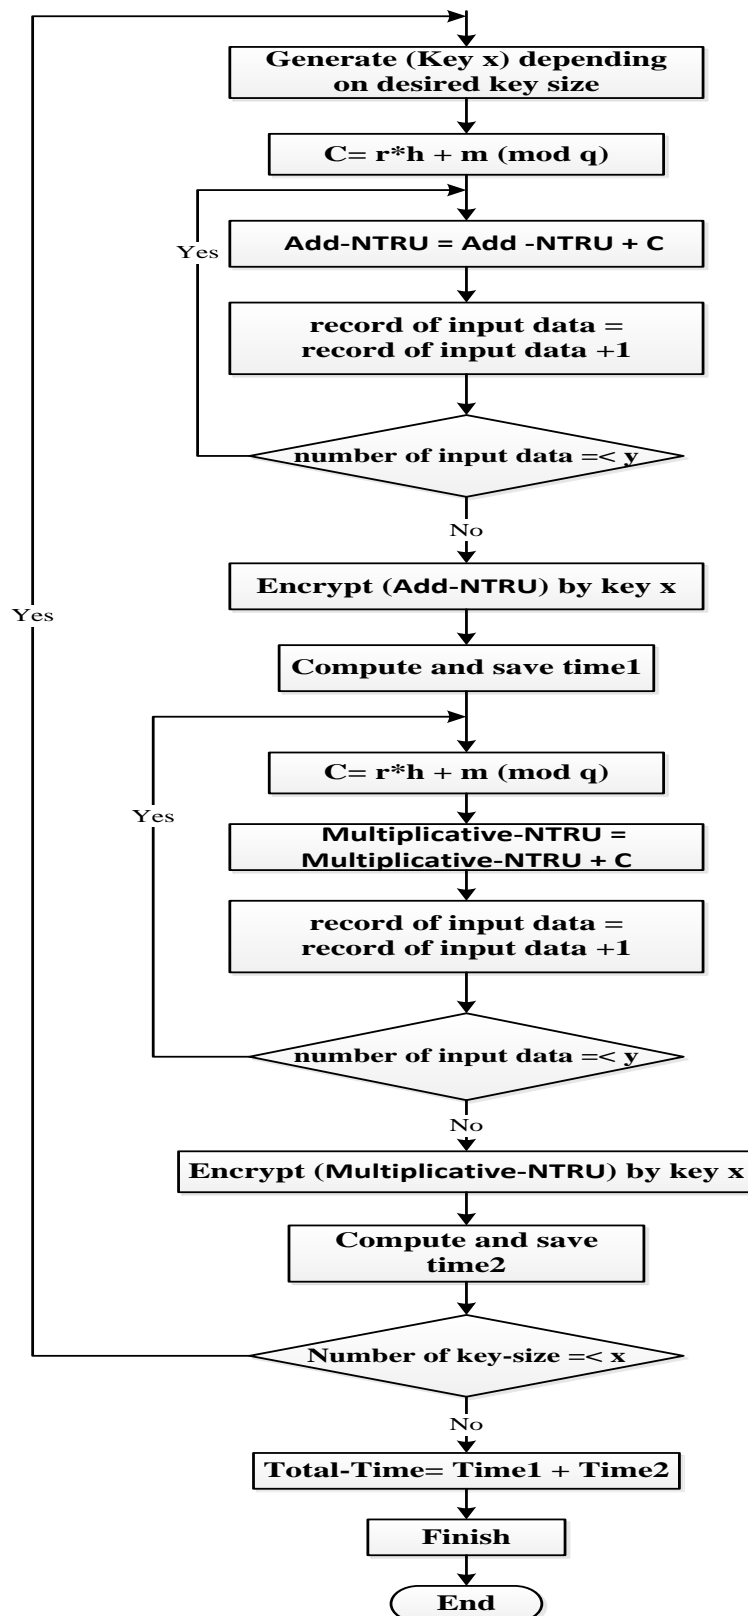 Generate (Key x) depending
on desired key size
C= r*h + m (mod q)
Yes
Add-NTRU = Add -NTRU + C
record of input data =
record of input data +1
number of input data =< y
No
Encrypt (Add-NTRU) by key x
Yes
Compute and save time1
C= r*h + m (mod q)
Yes
Multiplicative-NTRU =
Multiplicative-NTRU + C
record of input data =
record of input data +1
number of input data =< y
No
Encrypt (Multiplicative-NTRU) by key x
Compute and save
time2
Number of key-size =< x
No
Total-Time= Time1 + Time2
Finish
End